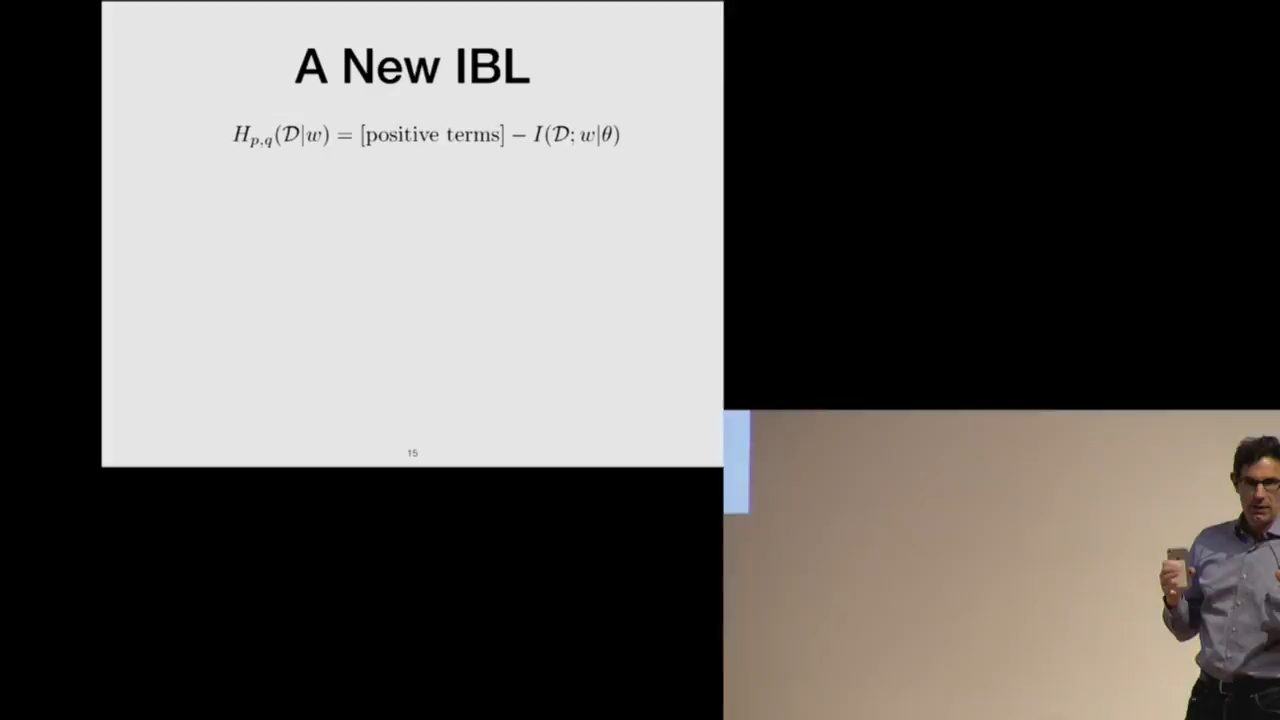 A New IBL
H_{p,q}(𝒟|w) = [positive terms] − I(𝒟; w|θ)
15